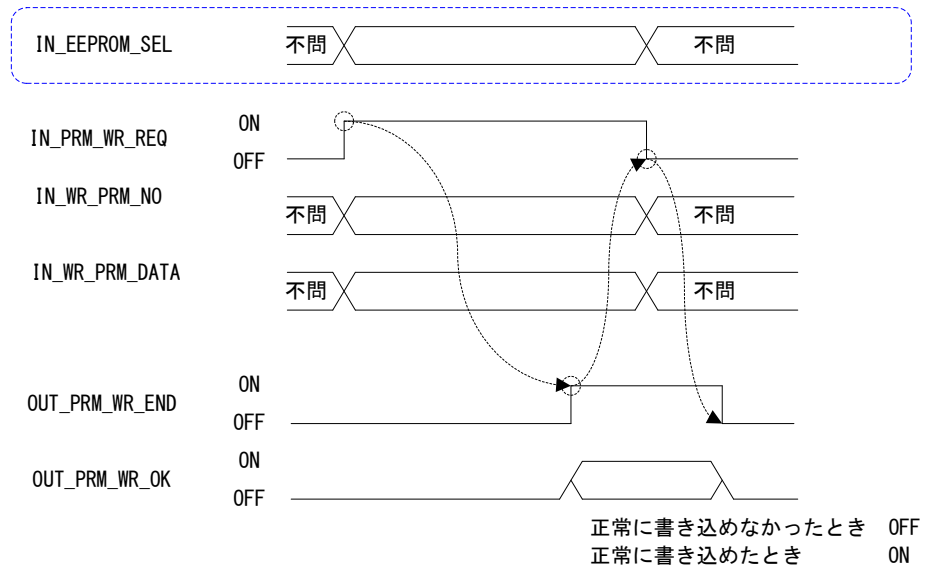 IN_EEPROM_SEL 不問 不問
IN_PRM_WR_REQ ON
OFF
IN_WR_PRM_NO 不問 不問
IN_WR_PRM_DATA 不問 不問
OUT_PRM_WR_END ON
OFF
OUT_PRM_WR_OK ON
OFF
正常に書き込めなかったとき OFF
正常に書き込めたとき ON